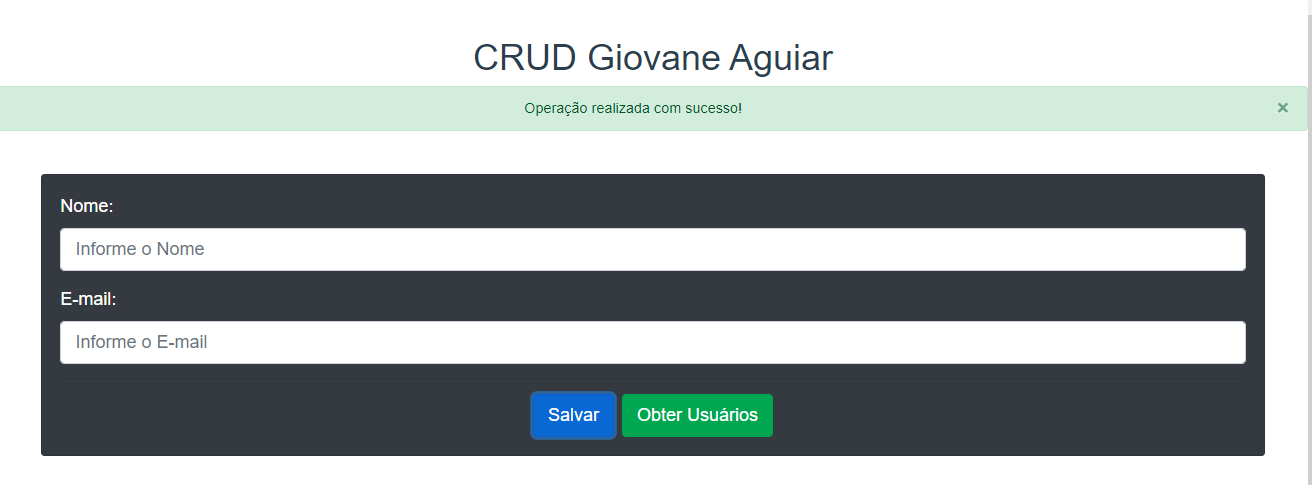 CRUD Giovane Aguiar
Operação realizada com sucesso! ×
Nome:
Informe o Nome
E-mail:
Informe o E-mail
Salvar Obter Usuários